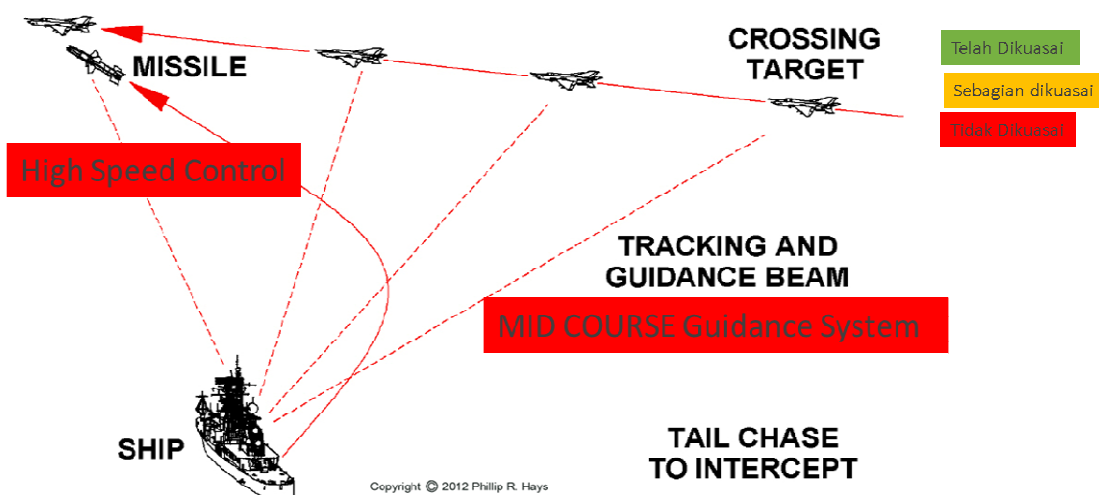 MISSILE
CROSSING
TARGET
Telah Dikuasai
Sebagian dikuasai
Tidak Dikuasai
High Speed Control
TRACKING AND
GUIDANCE BEAM
MID COURSE Guidance System
SHIP
TAIL CHASE
TO INTERCEPT
Copyright © 2012 Phillip R. Hays